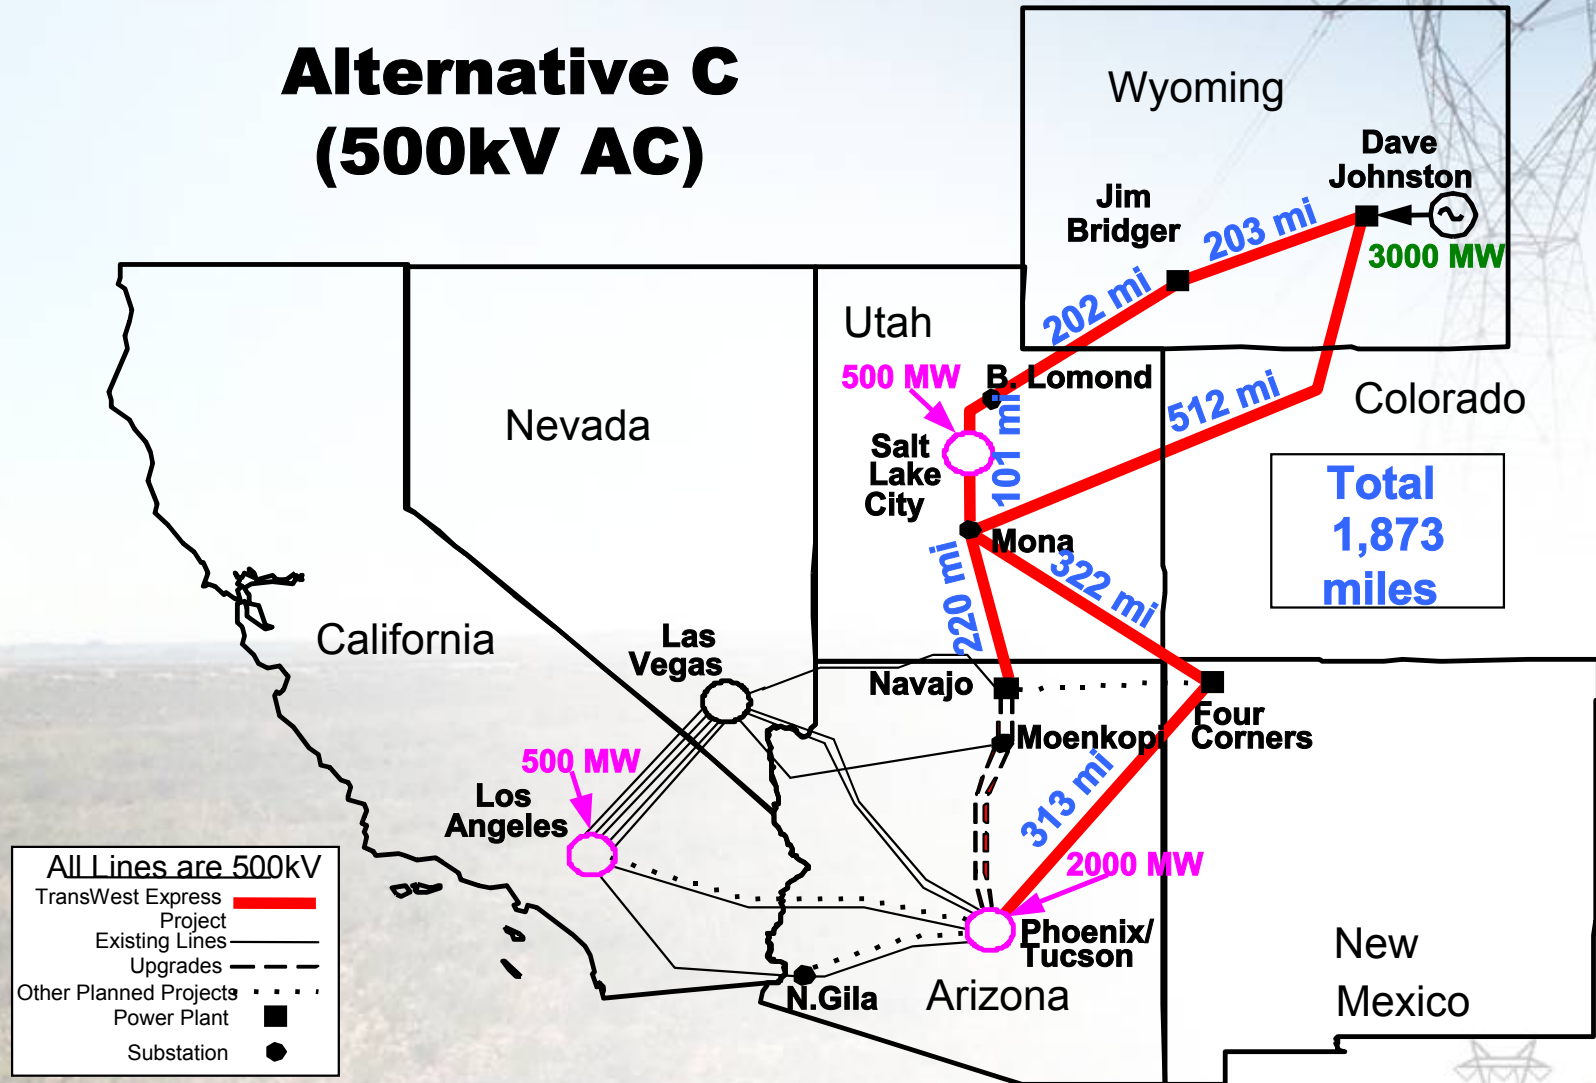 Alternative C
(500kV AC)
Wyoming
Dave
Johnston
Jim
Bridger
203 mi
3000 MW
202 mi
Utah
500 MW
B. Lomond
Colorado
512 mi
Nevada
Salt
Lake
City
101 mi
Total
1,873
miles
Mona
322 mi
220 mi
California
Las
Vegas
Navajo
Four
Corners
Moenkopi
500 MW
Los
Angeles
313 mi
2000 MW
Phoenix/
Tucson
New
Mexico
N.Gila
Arizona
All Lines are 500kV
TransWest Express
Project
Existing Lines
Upgrades
Other Planned Projects
Power Plant
Substation